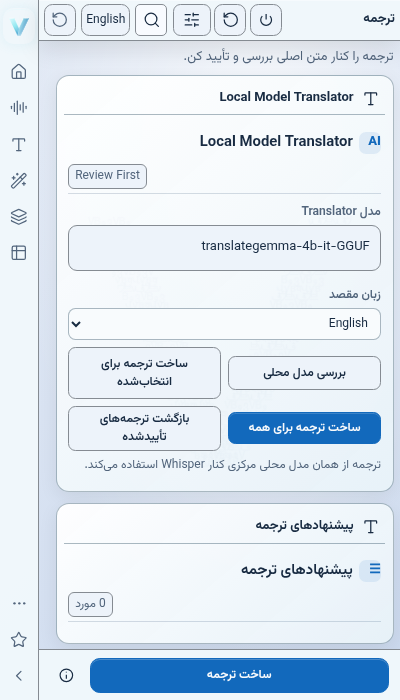 ترجمه
English
ترجمه را کنار متن اصلی بررسی و تأیید کن.
Local Model Translator
AI
Local Model Translator
Review First
مدل Translator
translategemma-4b-it-GGUF
زبان مقصد
English
بررسی مدل محلی
ساخت ترجمه برای
انتخاب‌شده
ساخت ترجمه برای همه
بازگشت ترجمه‌های
تأییدشده
ترجمه از همان مدل محلی مرکزی کنار Whisper استفاده می‌کند.
پیشنهادهای ترجمه
پیشنهادهای ترجمه
0 مورد
ساخت ترجمه